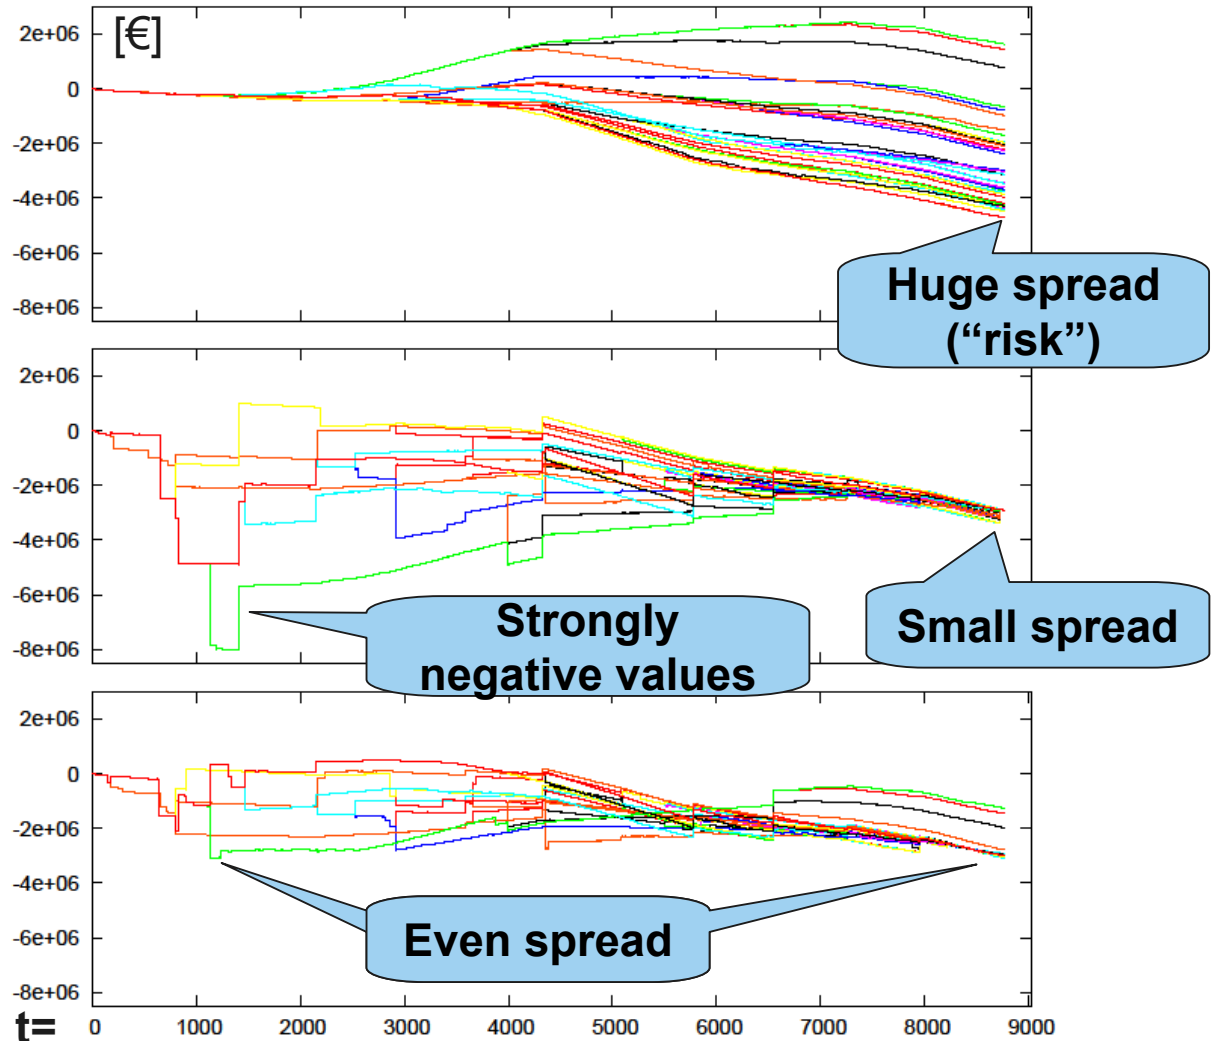 [€]
2e+06
0
-2e+06
-4e+06
-6e+06
-8e+06
Huge spread
(“risk”)
2e+06
0
-2e+06
-4e+06
-6e+06
-8e+06
Strongly
negative values
Small spread
2e+06
0
-2e+06
-4e+06
-6e+06
-8e+06
Even spread
t= 0 1000 2000 3000 4000 5000 6000 7000 8000 9000